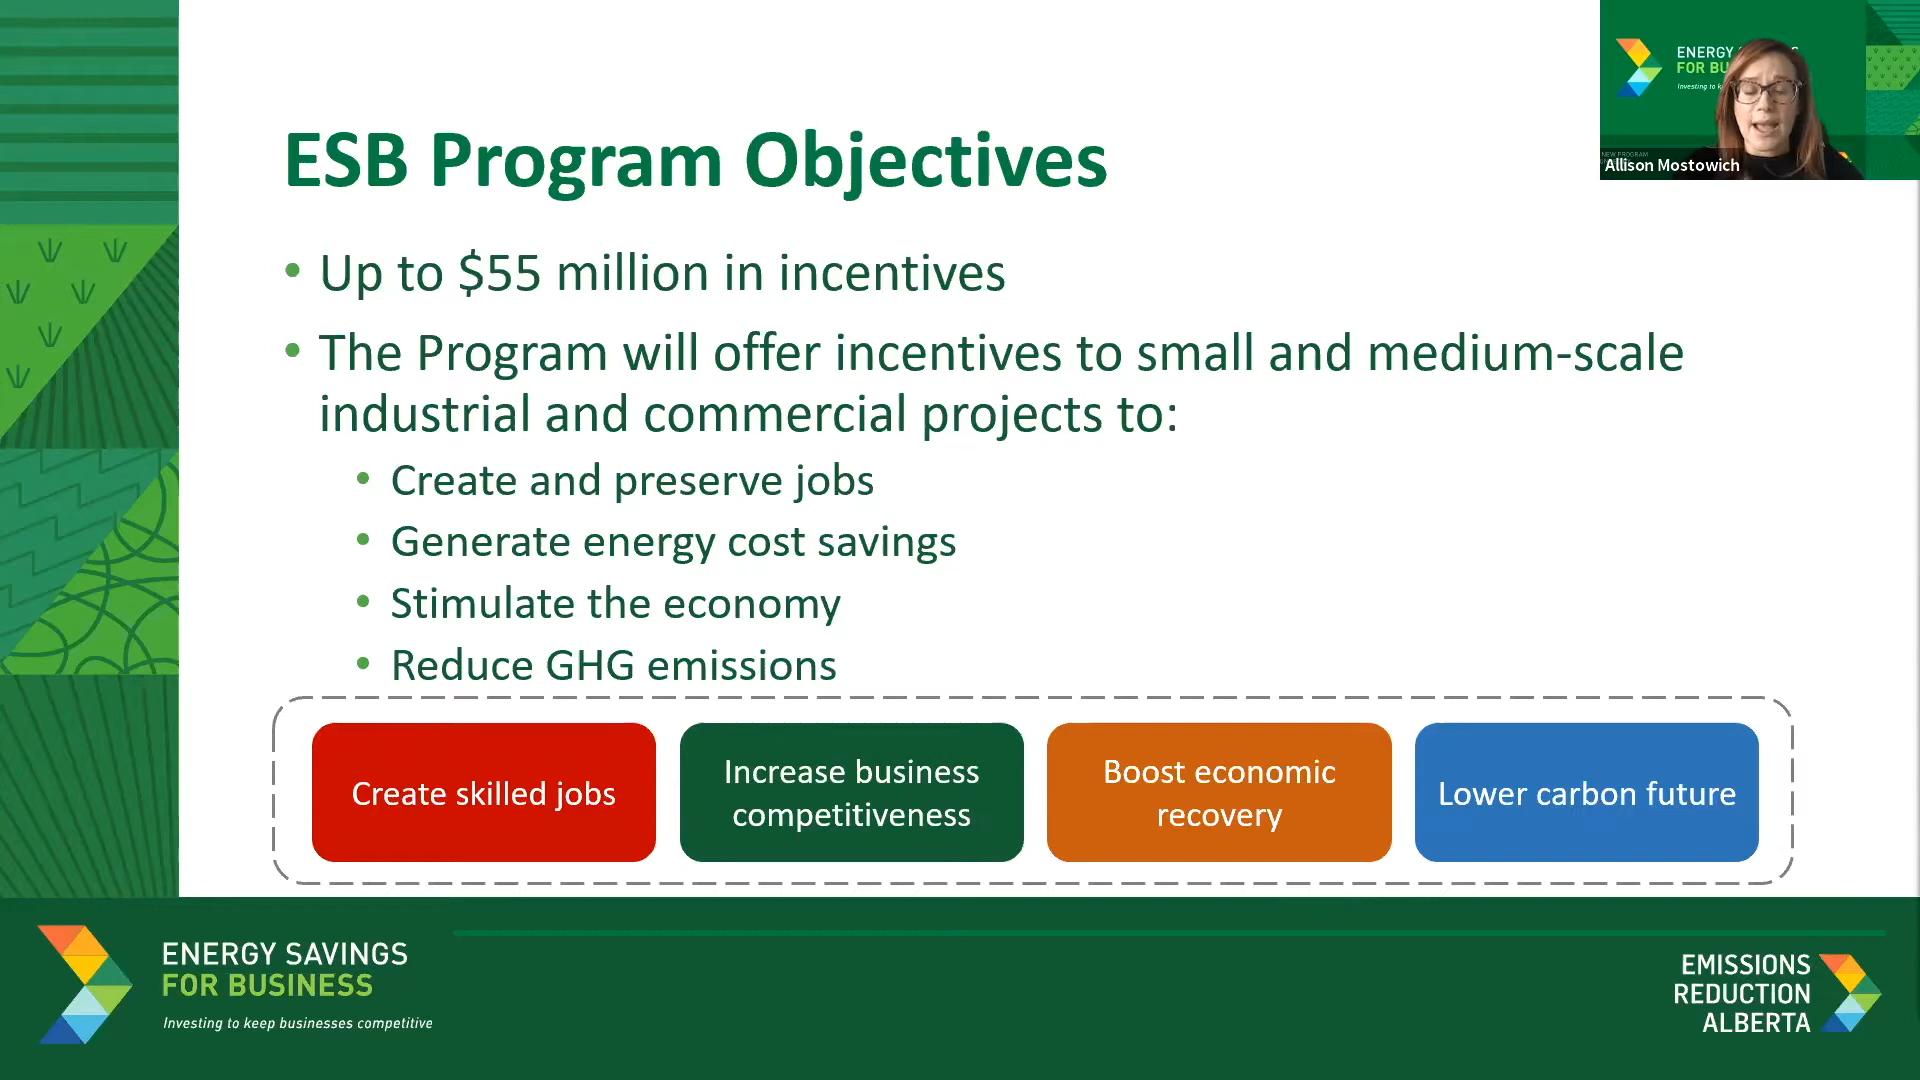 ESB Program Objectives
• Up to $55 million in incentives
• The Program will offer incentives to small and medium-scale
industrial and commercial projects to:
• Create and preserve jobs
• Generate energy cost savings
• Stimulate the economy
• Reduce GHG emissions
Create skilled jobs
Increase business
competitiveness
Boost economic
recovery
Lower carbon future
ENERGY SAVINGS
FOR BUSINESS
Investing to keep businesses competitive
EMISSIONS
REDUCTION
ALBERTA
ENERGY
FOR BU
Investing to k
NEW PROGRAM
Allison Mostowich